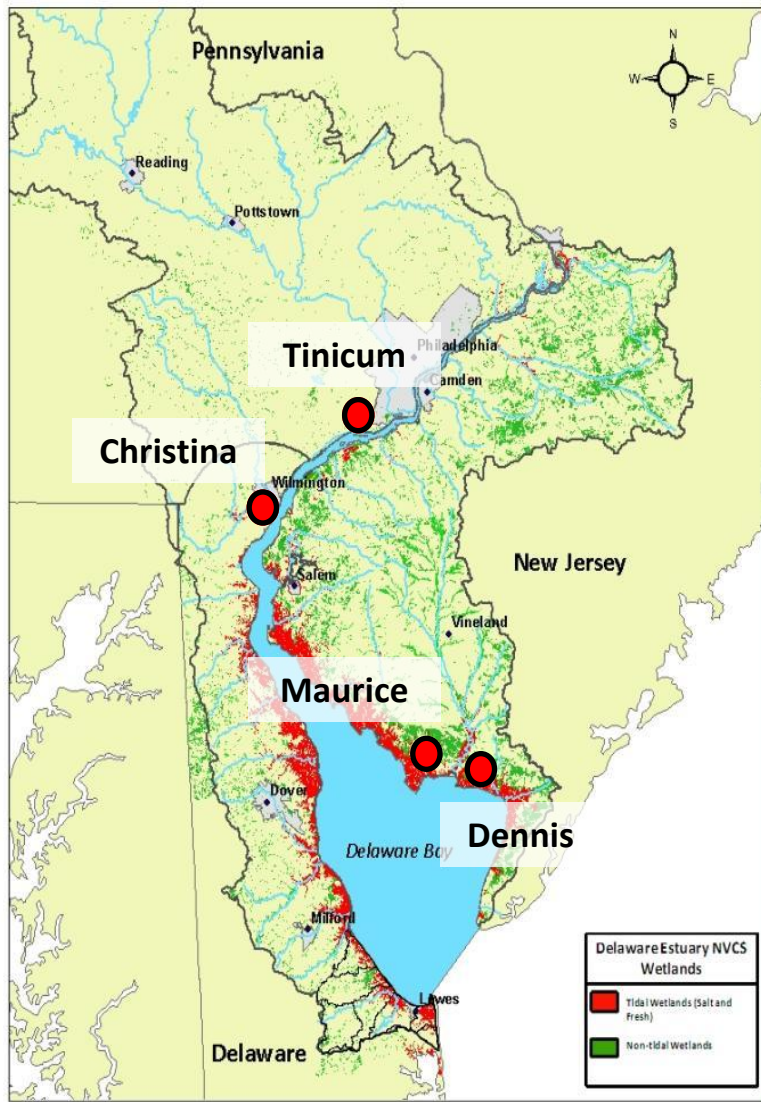 Pennsylvania
N
W
E
S
Reading
Pottstown
Tinicum
Philadelphia
Camden
Christina
Wilmington
New Jersey
Salem
Vineland
Maurice
Dover
Dennis
Delaware Bay
Milford
Delaware Estuary NVCS
Wetlands
Lewes
Tidal Wetlands (Salt and
Fresh)
Non-tidal Wetlands
Delaware